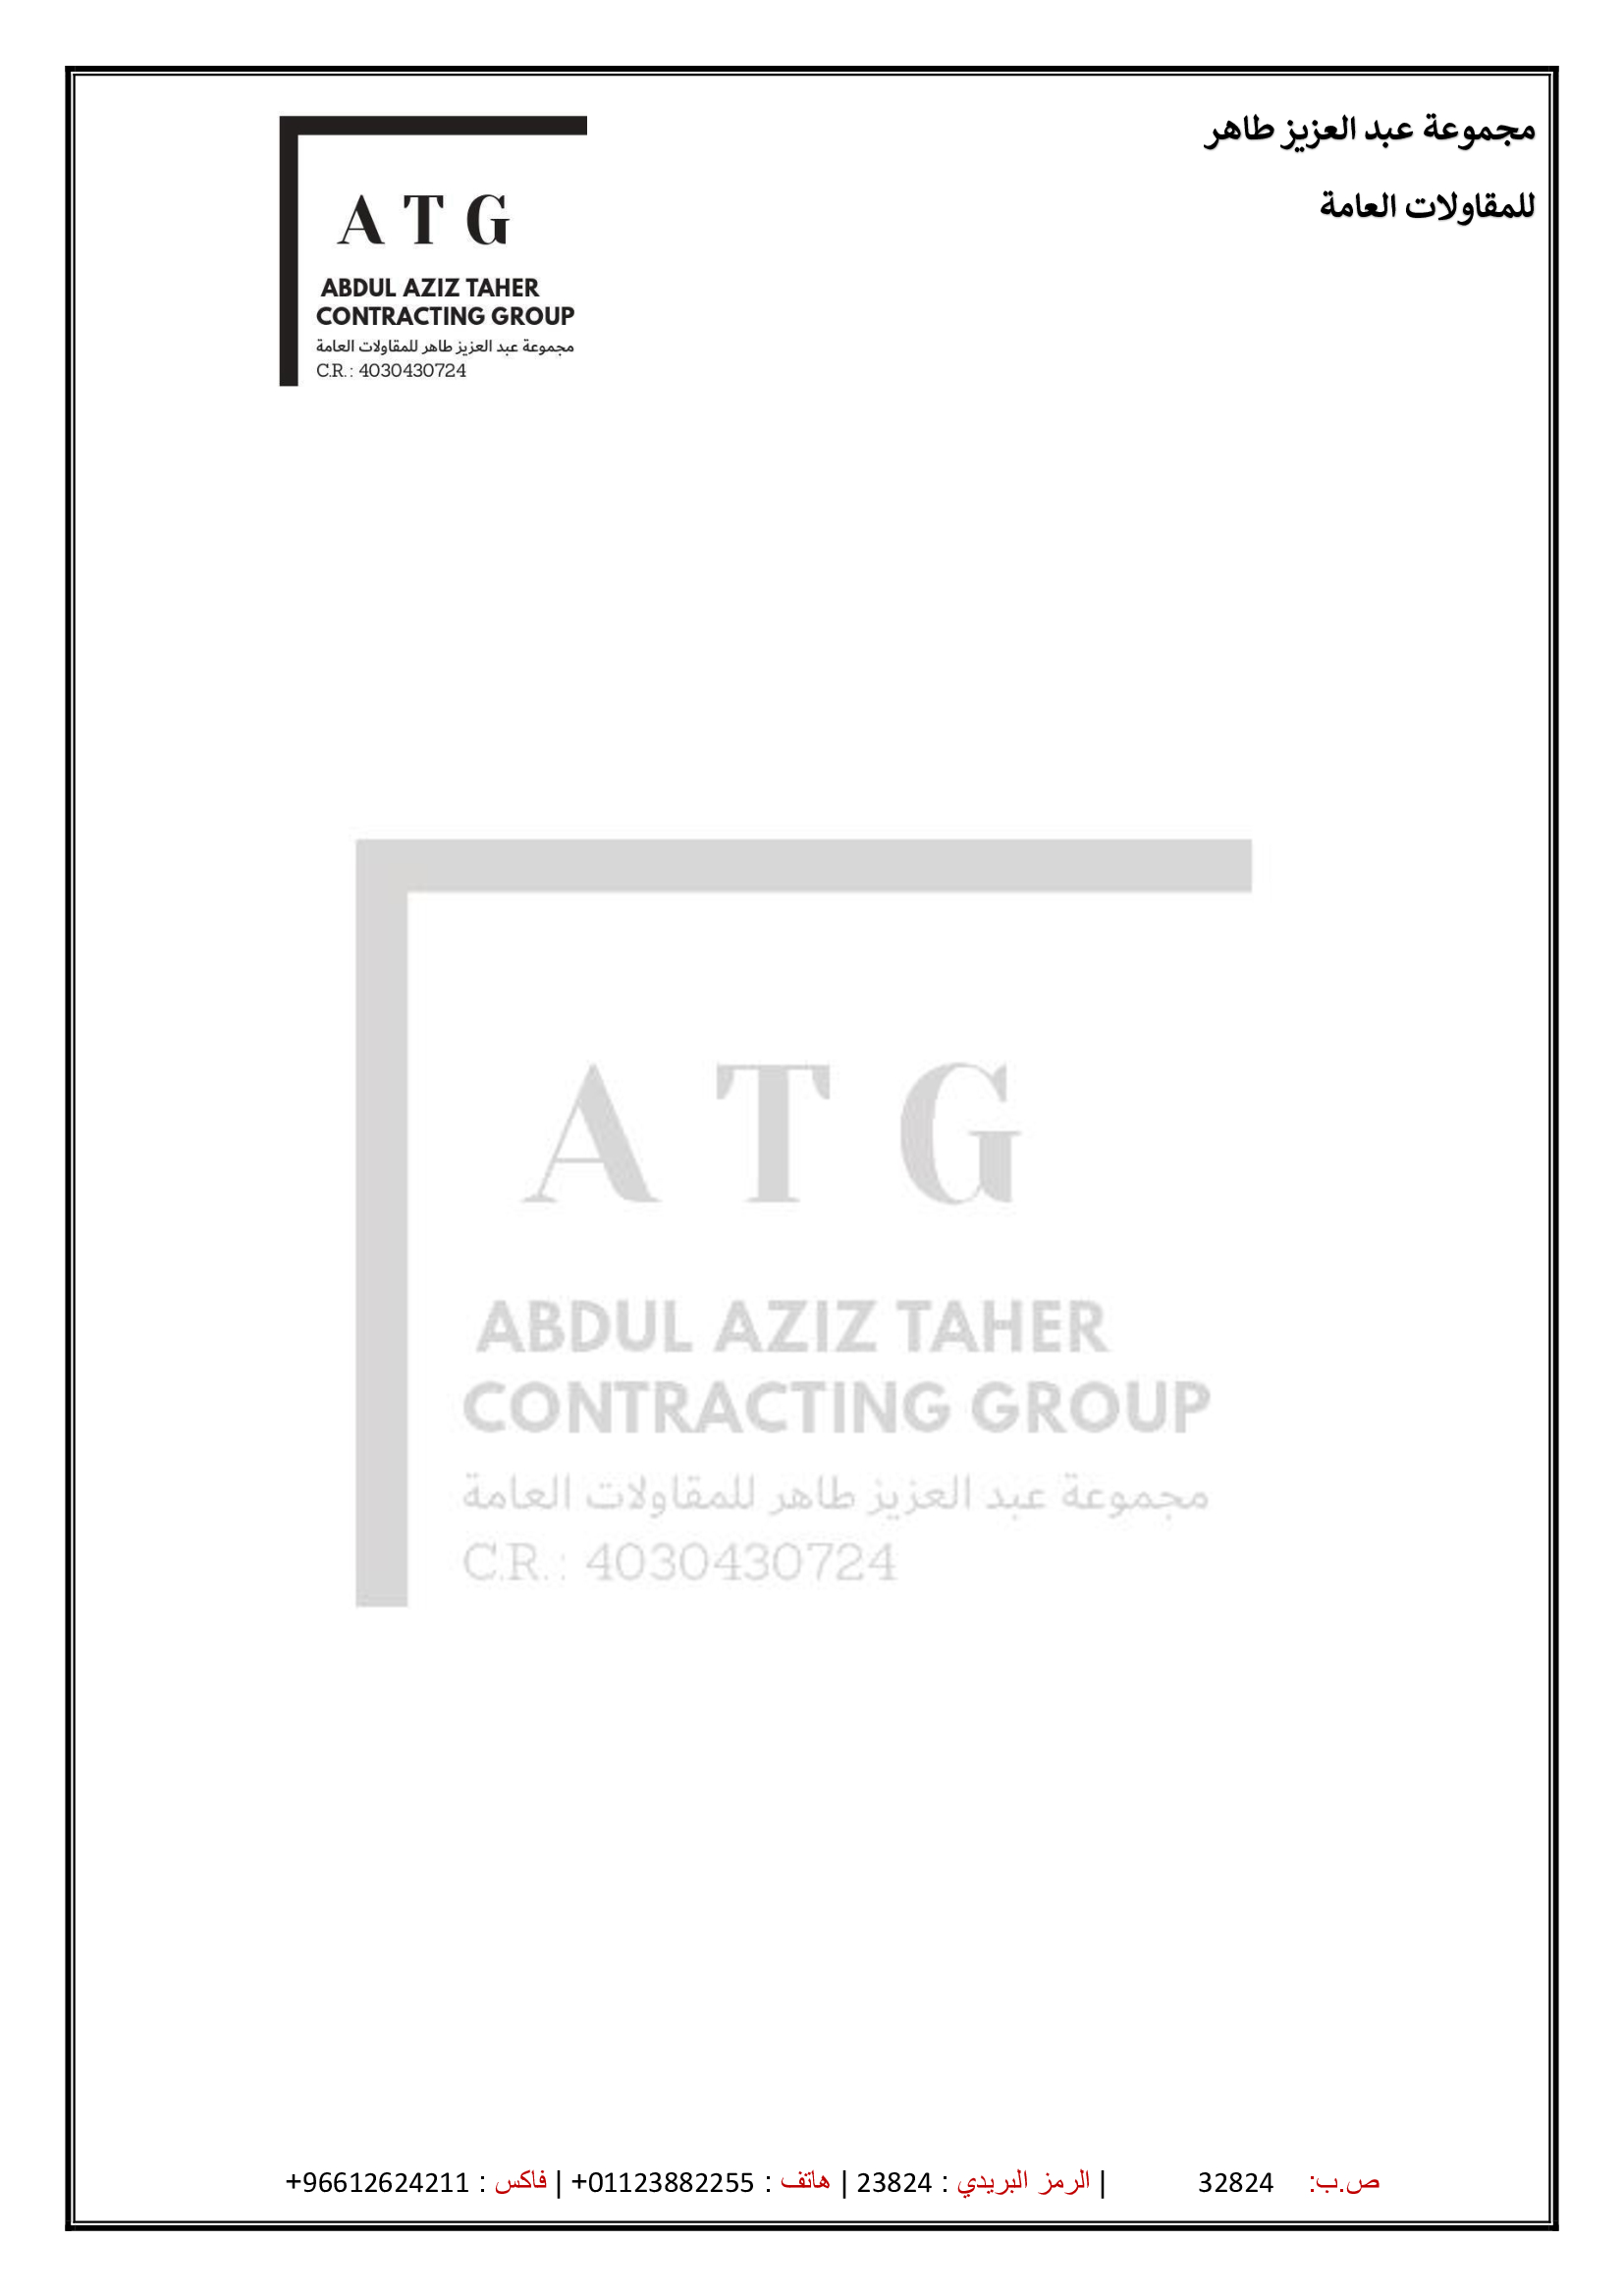 مجموعة عبد العزيز طاهر
للمقاولات العامة
A T G
ABDUL AZIZ TAHER
CONTRACTING GROUP
مجموعة عبد العزيز طاهر للمقاولات العامة
C.R. : 4030430724
A T G
ABDUL AZIZ TAHER
CONTRACTING GROUP
مجموعة عبد العزيز طاهر للمقاولات العامة
C.R. : 4030430724
ص.ب: 32824 | الرمز البريدي : 23824 | هاتف : 01123882255+ | فاكس : 96612624211+